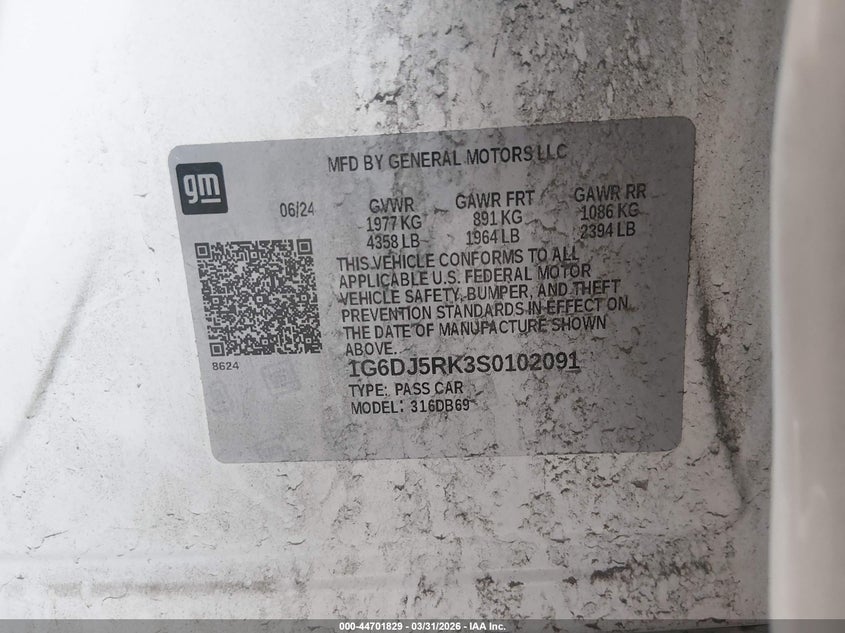 gm
MFD BY GENERAL MOTORS LLC
06/24
GVWR
1977 KG
4358 LB
GAWR FRT
891 KG
1964 LB
GAWR RR
1086 KG
2394 LB
THIS VEHICLE CONFORMS TO ALL
APPLICABLE U.S. FEDERAL MOTOR
VEHICLE SAFETY, BUMPER, AND THEFT
PREVENTION STANDARDS IN EFFECT ON
THE DATE OF MANUFACTURE SHOWN
ABOVE.
8624
1G6DJ5RK3S0102091
TYPE: PASS CAR
MODEL: 316DB69
000-44701829 - 03/31/2026 - IAA Inc.